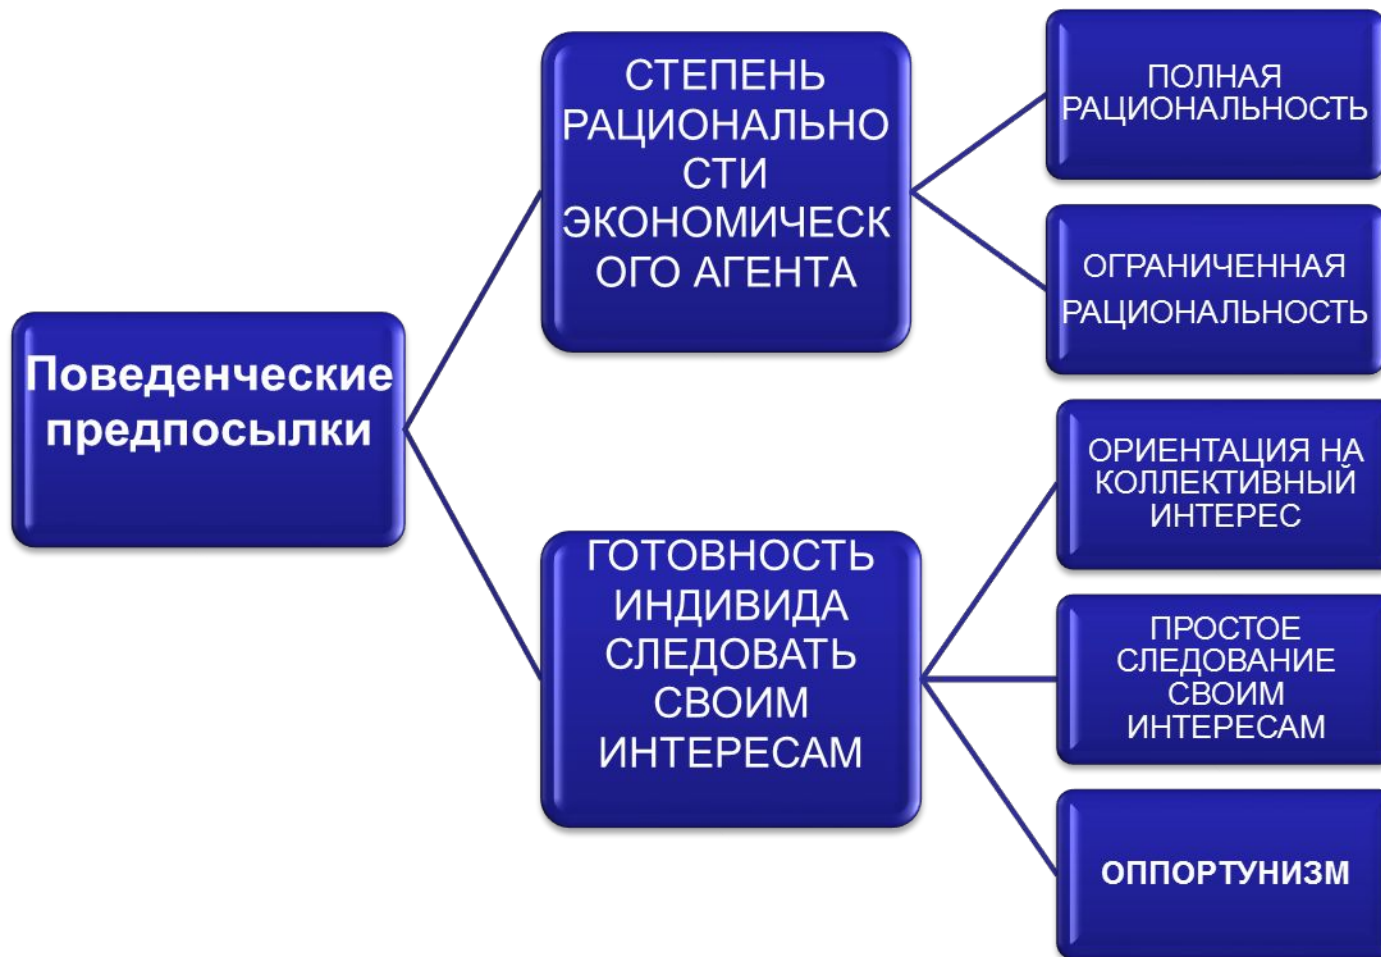 Поведенческие
предпосылки
СТЕПЕНЬ
РАЦИОНАЛЬНО
СТИ
ЭКОНОМИЧЕСК
ОГО АГЕНТА
ПОЛНАЯ
РАЦИОНАЛЬНОСТЬ
ОГРАНИЧЕННАЯ
РАЦИОНАЛЬНОСТЬ
ГОТОВНОСТЬ
ИНДИВИДА
СЛЕДОВАТЬ
СВОИМ
ИНТЕРЕСАМ
ОРИЕНТАЦИЯ НА
КОЛЛЕКТИВНЫЙ
ИНТЕРЕС
ПРОСТОЕ
СЛЕДОВАНИЕ
СВОИМ
ИНТЕРЕСАМ
ОППОРТУНИЗМ